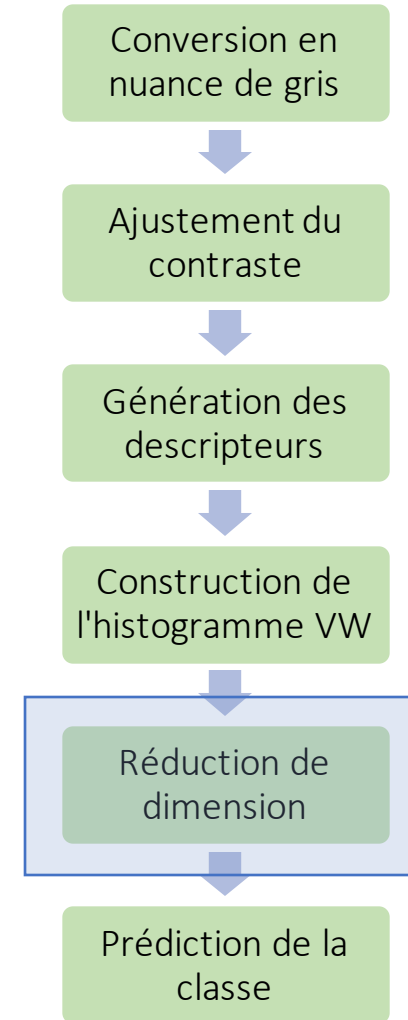 Conversion en
nuance de gris
Ajustement du
contraste
Génération des
descripteurs
Construction de
l'histogramme VW
Réduction de
dimension
Prédiction de la
classe